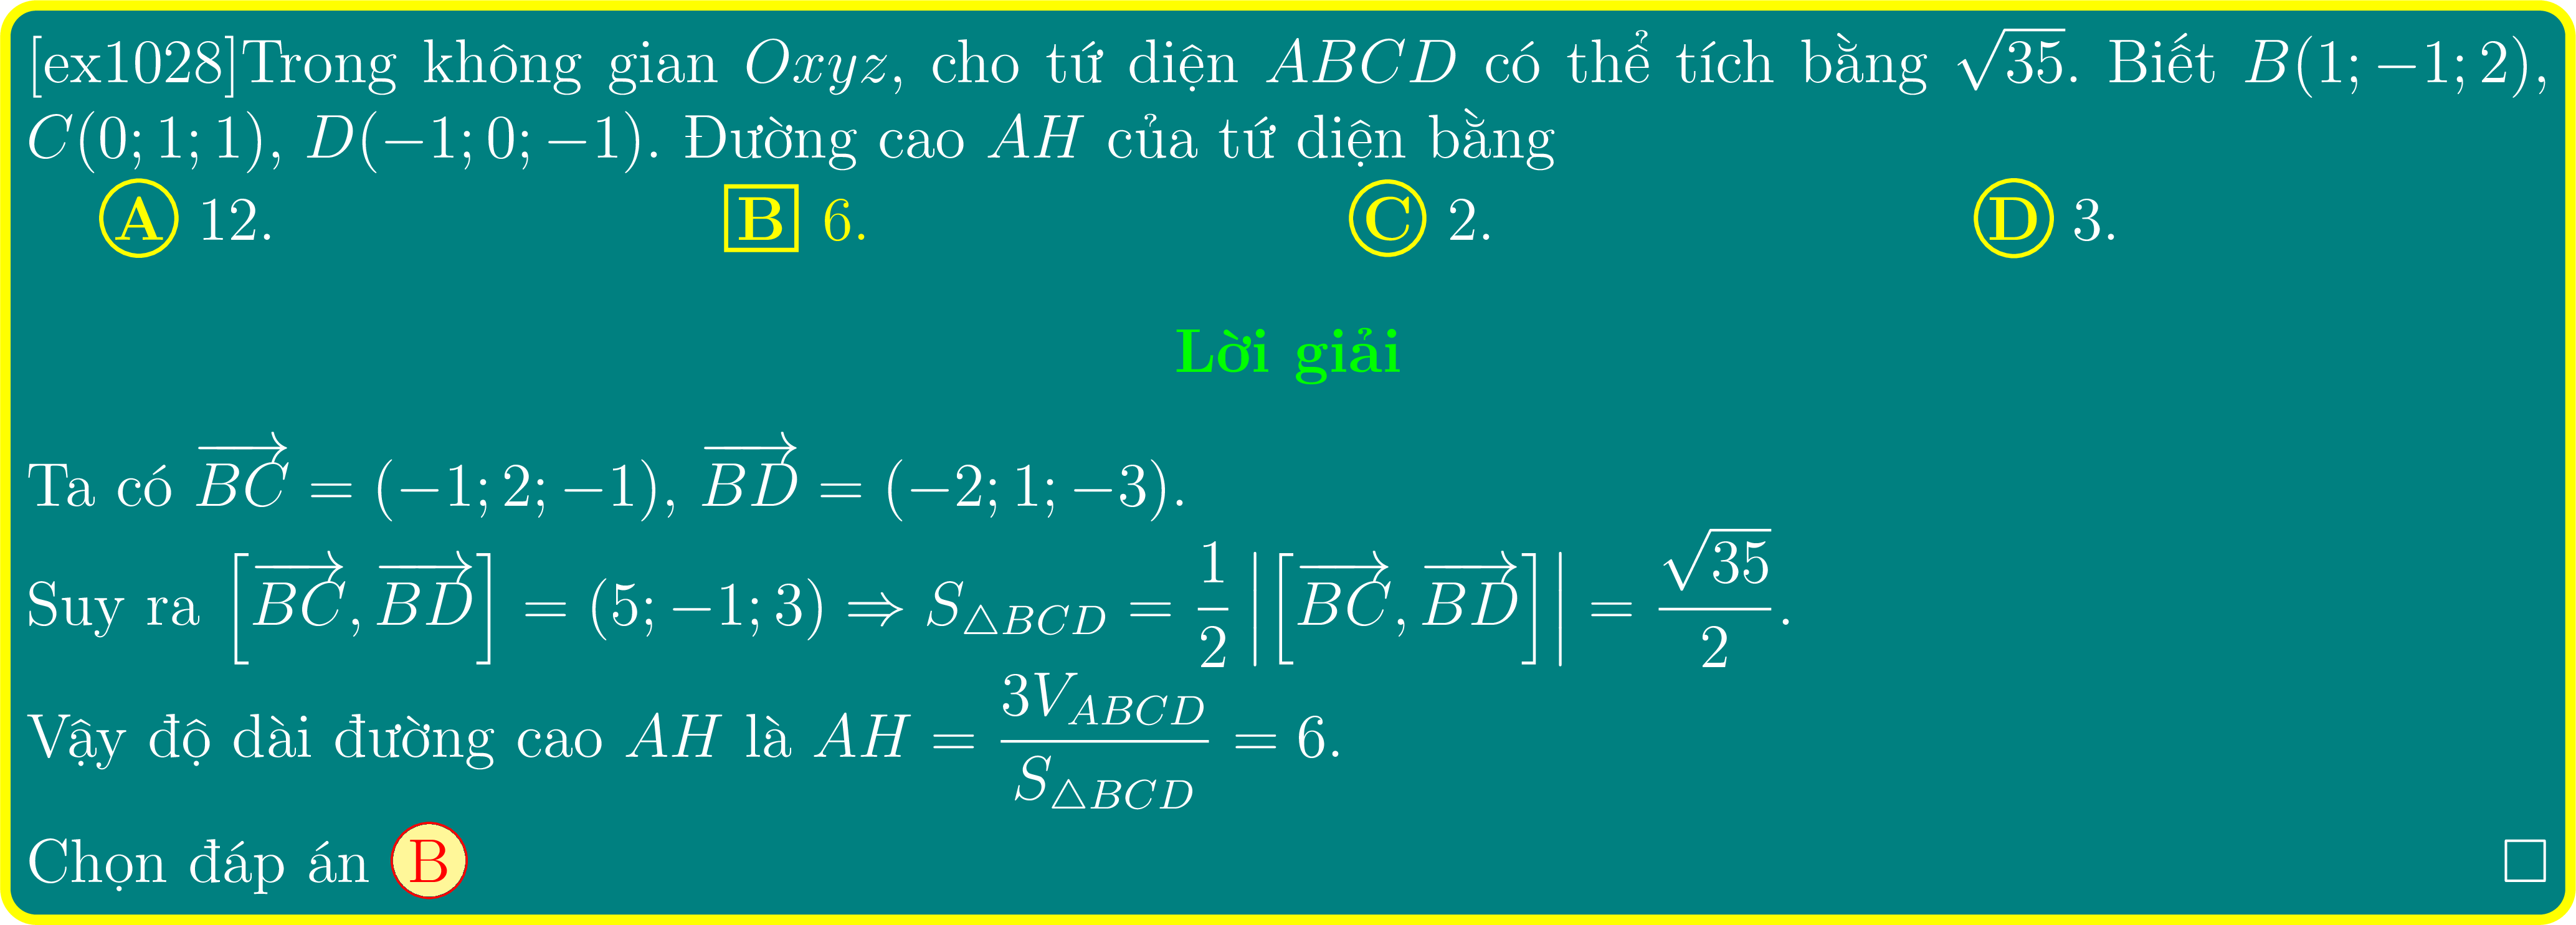 [ex1028]Trong không gian Oxyz, cho tứ diện ABCD có thể tích bằng √35. Biết B(1; −1; 2),
C(0; 1; 1), D(−1; 0; −1). Đường cao AH của tứ diện bằng
A 12. B 6. C 2. D 3.
Lời giải
Ta có $\overrightarrow{BC}$ = (−1; 2; −1), $\overrightarrow{BD}$ = (−2; 1; −3).
Suy ra $\left[\overrightarrow{BC}, \overrightarrow{BD}\right] = (5; −1; 3) ⇒ S_{△BCD} = \frac{1}{2}\left|\left[\overrightarrow{BC}, \overrightarrow{BD}\right]\right| = \frac{\sqrt{35}}{2}$.
Vậy độ dài đường cao AH là $AH = \frac{3V_{ABCD}}{S_{△BCD}} = 6$.
Chọn đáp án B □